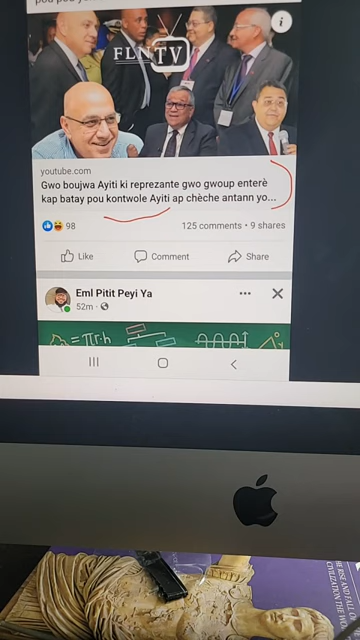 FLNTV
youtube.com
Gwo boujwa Ayiti ki reprezante gwo gwoup enterè
kap batay pou kontwole Ayiti ap chèche antann yo...
98
125 comments • 9 shares
Like
Comment
Share
Eml Pitit Peyi Ya
52m
= πr²h